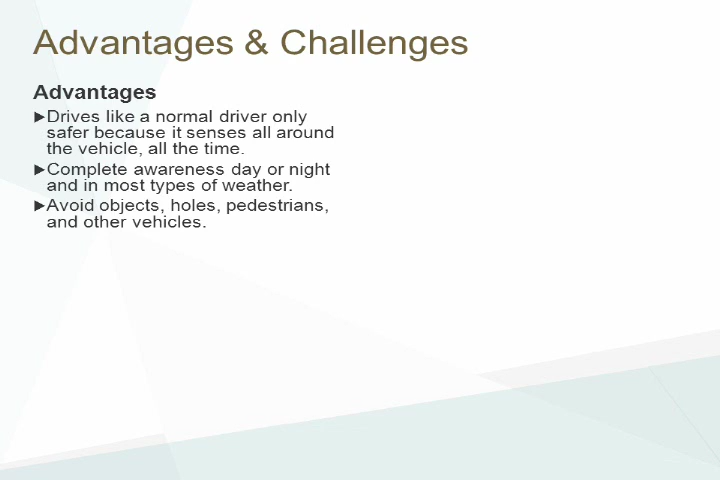 Advantages & Challenges
Advantages
▶Drives like a normal driver only
safer because it senses all around
the vehicle, all the time.
▶Complete awareness day or night
and in most types of weather.
▶Avoid objects, holes, pedestrians,
and other vehicles.